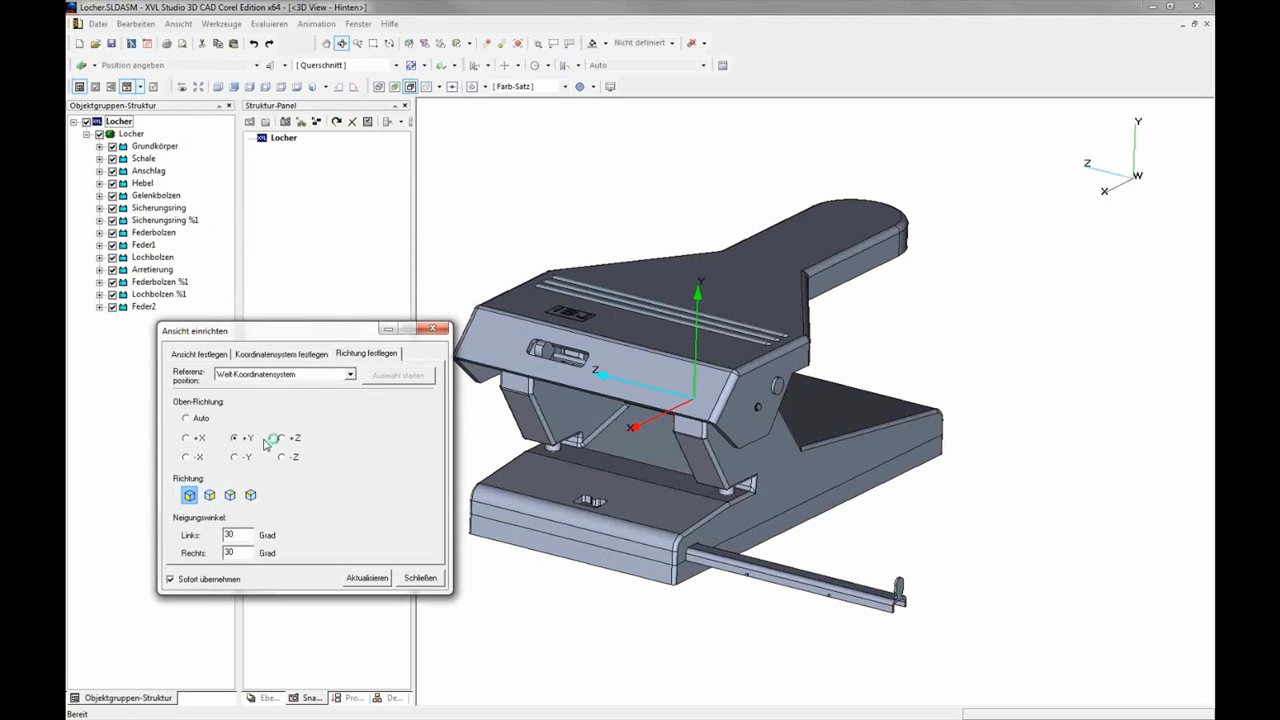 Locher.SLDASM - XVL Studio 3D CAD Corel Edition x64 - [<3D View - Hinten>]
Datei Bearbeiten Ansicht Werkzeuge Evaluieren Animation Fenster Hilfe
Nicht definiert
Position angeben [Querschnitt] Auto
[Farb-Satz]
Objektgruppen-Struktur
Struktur-Panel
Locher
Locher
Grundkörper
Schale
Anschlag
Hebel
Gelenkbolzen
Sicherungsring
Sicherungsring %1
Federbolzen
Feder1
Lochbolzen
Arretierung
Federbolzen %1
Lochbolzen %1
Feder2
XVL Locher
Y
Z
W
X
Y
Z
X
Ansicht einrichten
Ansicht festlegen Koordinatensystem festlegen Richtung festlegen
Referenz-
position: Welt-Koordinatensystem Auswahl starten
Oben-Richtung:
Auto
+X +Y +Z
-X -Y -Z
Richtung:
Neigungswinkel:
Links: 30 Grad
Rechts: 30 Grad
Sofort übernehmen Aktualisieren Schließen
Objektgruppen-Struktur Ebe... Sna... Pro... De...
Bereit